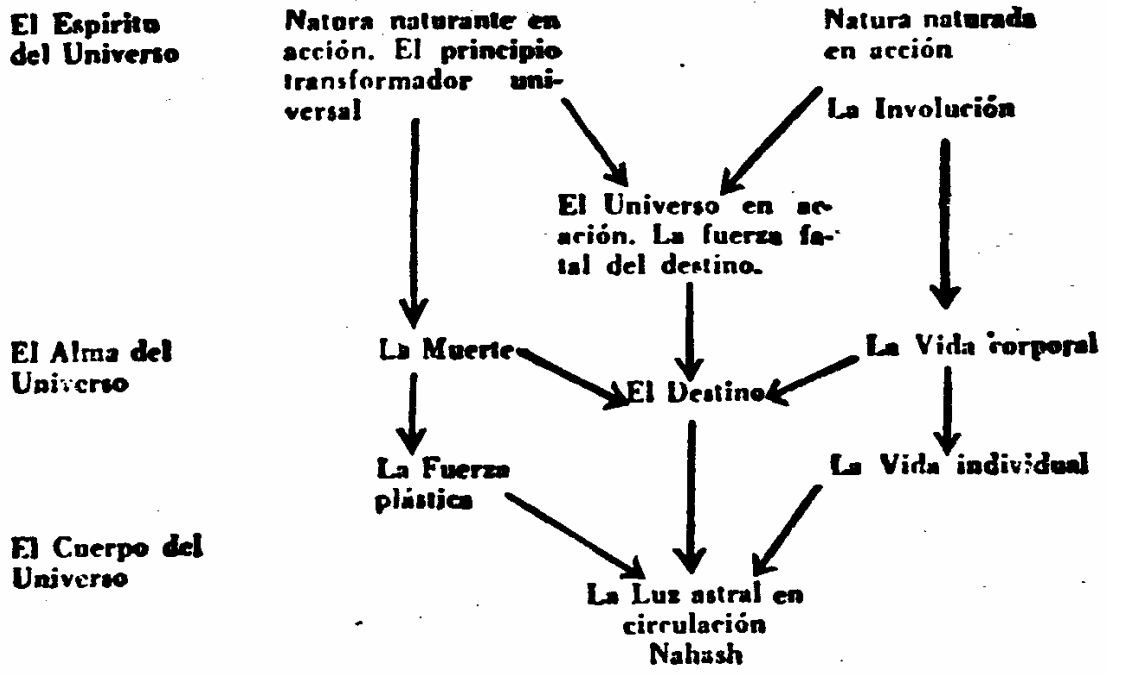 El Espíritu
del Universo
Natura naturante en
acción. El principio
transformador uni-
versal
Natura naturada
en acción
La Involución
El Universo en ac-
ación. La fuerza fa-
tal del destino.
El Alma del
Universo
La Muerte
El Destino
La Vida corporal
La Fuerza
plástica
La Vida individual
El Cuerpo del
Universo
La Luz astral en
circulación
Nahash